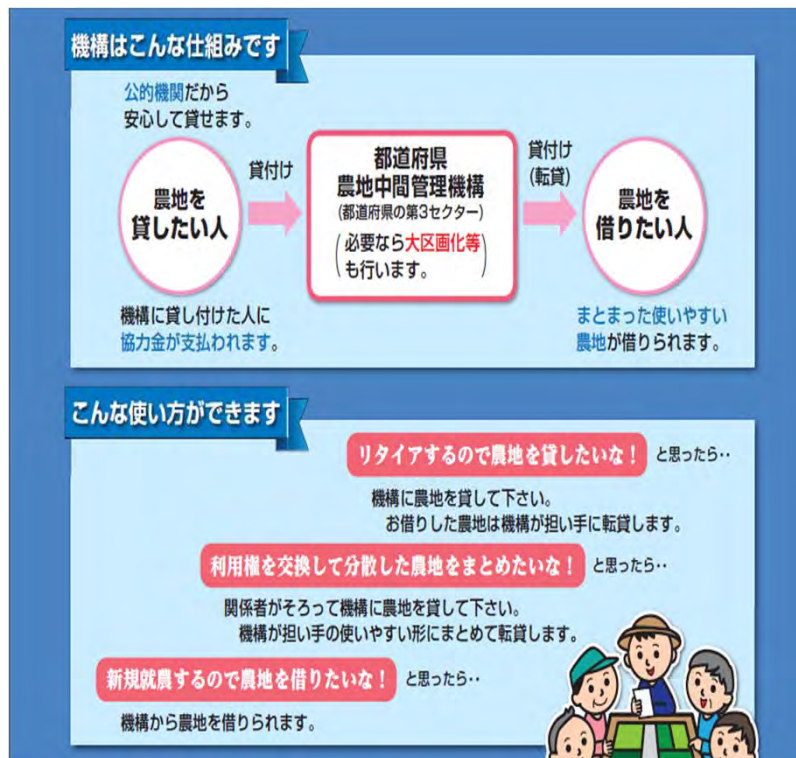 機構はこんな仕組みです
公的機関だから
安心して貸せます。
農地を
貸したい人
貸付け
都道府県
農地中間管理機構
(都道府県の第3セクター)
(必要なら大区画化等
も行います。)
貸付け
(転貸)
農地を
借りたい人
機構に貸し付けた人に
協力金が支払われます。
まとまった使いやすい
農地が借りられます。
こんな使い方ができます
リタイアするので農地を貸したいな！ と思ったら‥
機構に農地を貸して下さい。
お借りした農地は機構が担い手に転貸します。
利用権を交換して分散した農地をまとめたいな！ と思ったら‥
関係者がそろって機構に農地を貸して下さい。
機構が担い手の使いやすい形にまとめて転貸します。
新規就農するので農地を借りたいな！ と思ったら‥
機構から農地を借りられます。